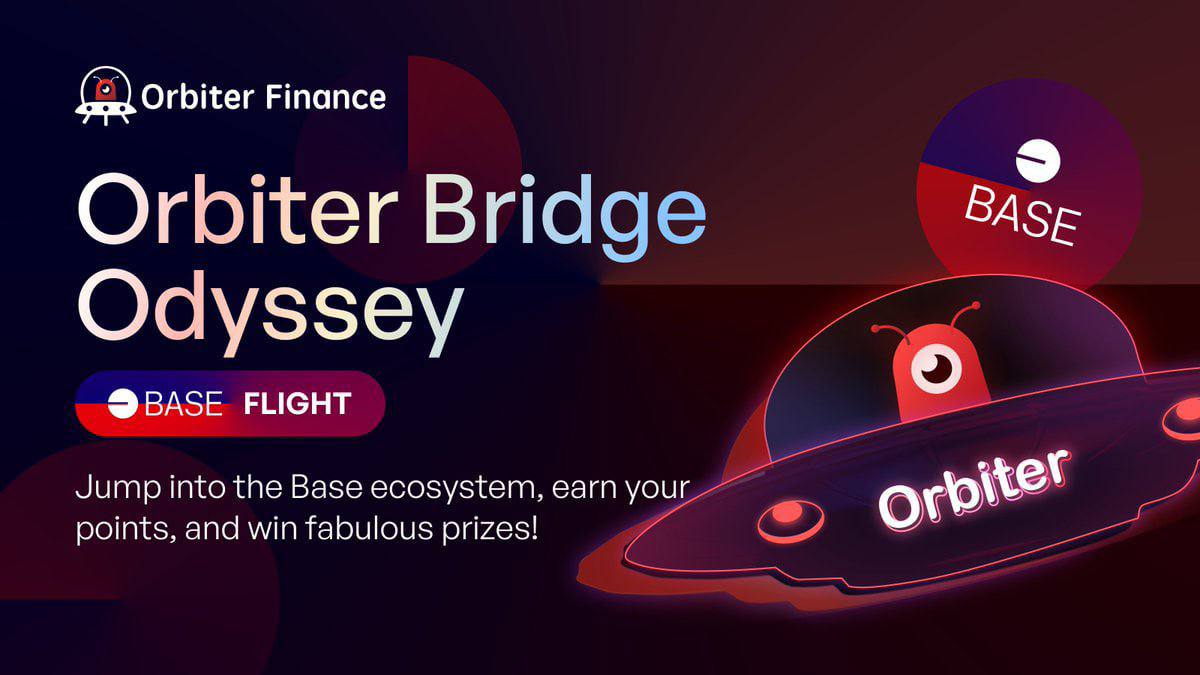 Orbiter Finance
Orbiter Bridge
Odyssey
BASE FLIGHT
Jump into the Base ecosystem, earn your
points, and win fabulous prizes!
BASE
Orbiter